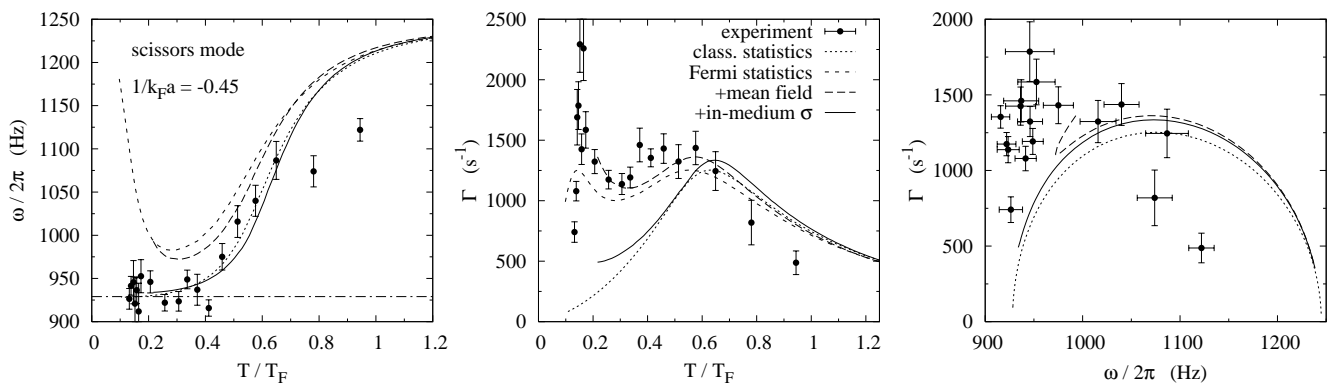 scissors mode
1/k_Fa = -0.45
ω / 2π (Hz)
1250
1200
1150
1100
1050
1000
950
900
0 0.2 0.4 0.6 0.8 1 1.2
T / T_F
experiment
class. statistics
Fermi statistics
+mean field
+in-medium σ
Γ (s⁻¹)
2500
2000
1500
1000
500
0
0 0.2 0.4 0.6 0.8 1 1.2
T / T_F
Γ (s⁻¹)
2000
1500
1000
500
0
900 1000 1100 1200
ω / 2π (Hz)